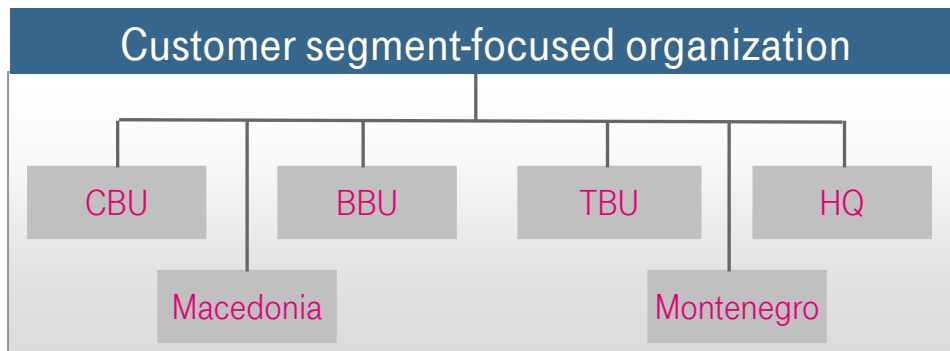 Customer segment-focused organization
CBU
BBU
TBU
HQ
Macedonia
Montenegro